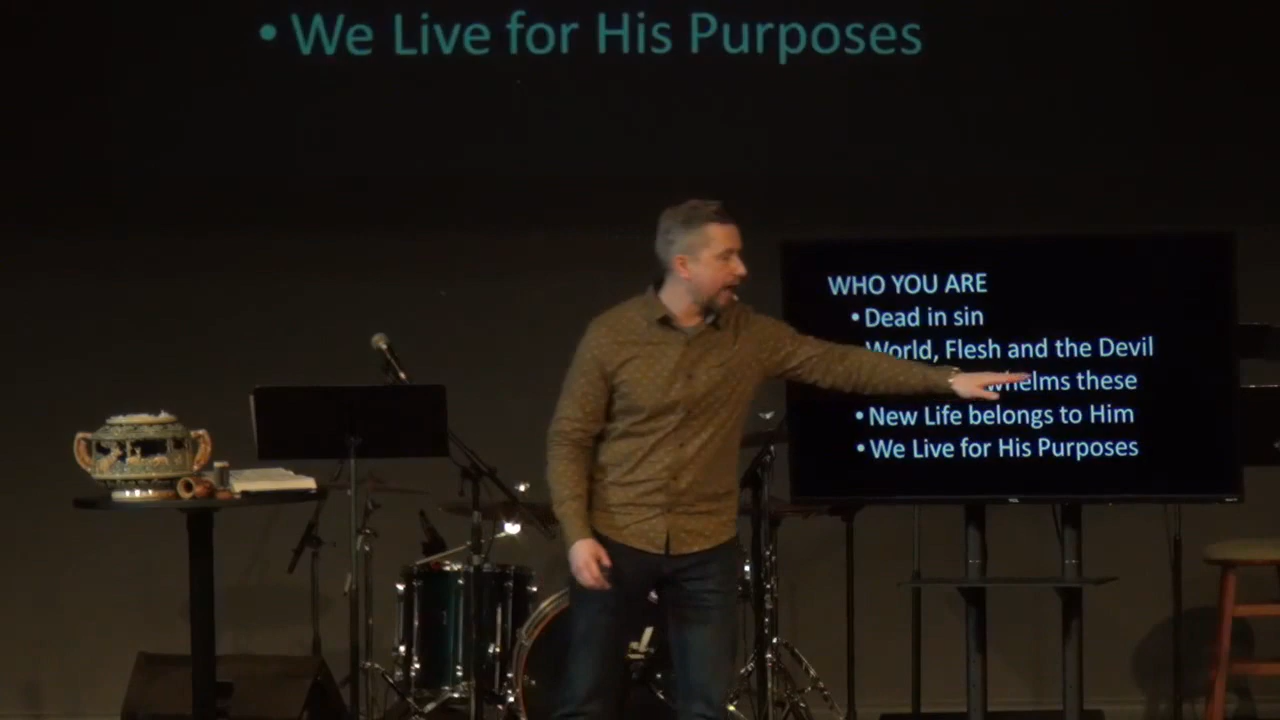 • We Live for His Purposes
WHO YOU ARE
• Dead in sin
World, Flesh and the Devil
whelms these
• New Life belongs to Him
• We Live for His Purposes